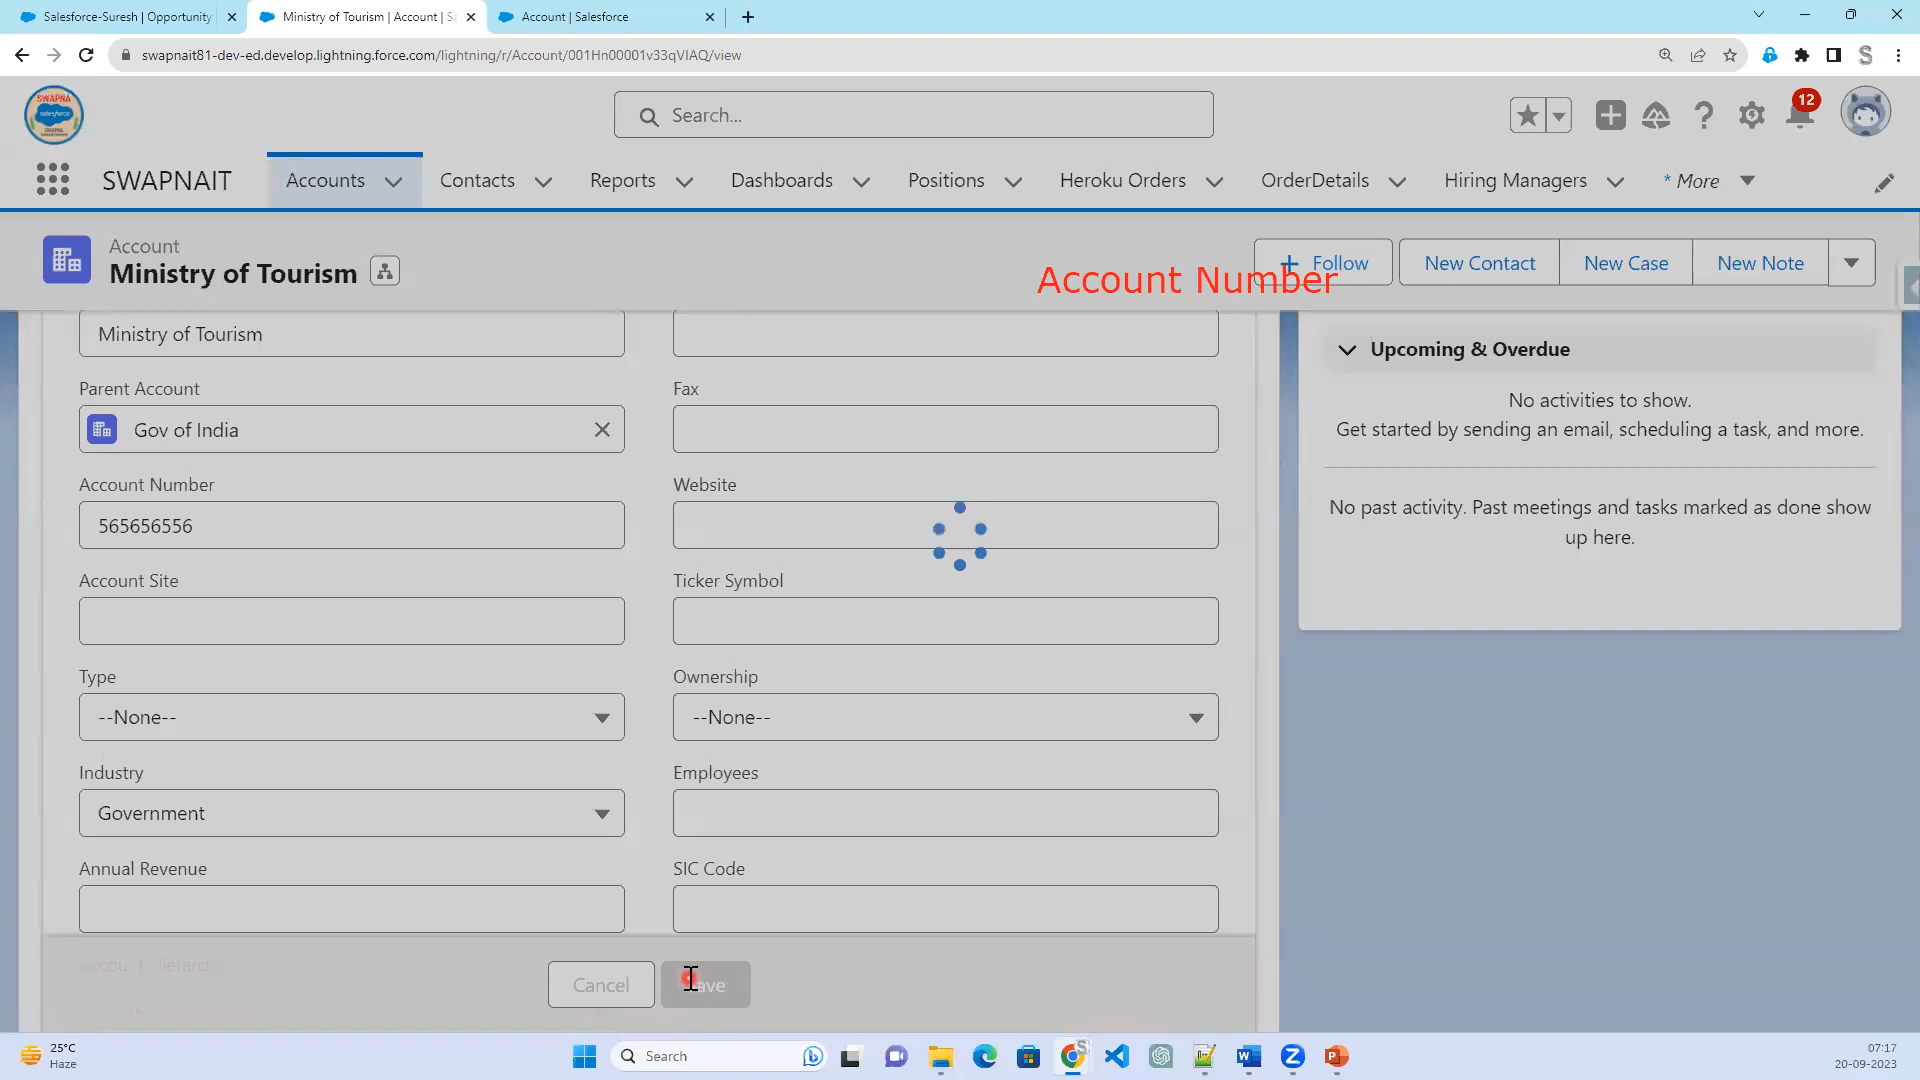 Salesforce-Suresh | Opportunity
Ministry of Tourism | Account | Sa
Account | Salesforce
swapnait81-dev-ed.develop.lightning.force.com/lightning/r/Account/001Hn00001v33qVIAQ/view
SWAPNA
salesforce
Search...
12
SWAPNAIT
Accounts
Contacts
Reports
Dashboards
Positions
Heroku Orders
OrderDetails
Hiring Managers
* More
Account
Ministry of Tourism
Follow
New Contact
New Case
New Note
Account Number
Ministry of Tourism
Parent Account
Gov of India
Fax
Account Number
565656556
Website
Account Site
Ticker Symbol
Type
--None--
Ownership
--None--
Industry
Government
Employees
Annual Revenue
SIC Code
Cancel
Save
Upcoming & Overdue
No activities to show.
Get started by sending an email, scheduling a task, and more.
No past activity. Past meetings and tasks marked as done show
up here.
25°C
Haze
Search
07:17
20-09-2023